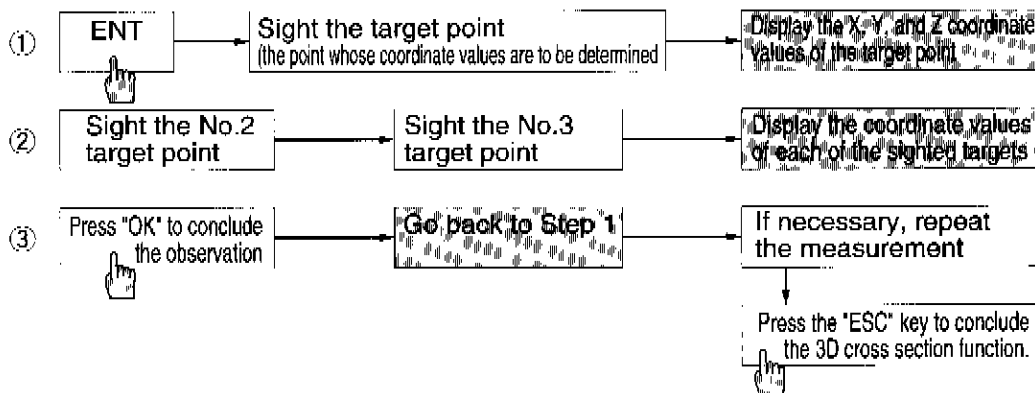 ①
ENT
Sight the target point
(the point whose coordinate values are to be determined
Display the X, Y, and Z coordinate
values of the target point
②
Sight the No.2
target point
Sight the No.3
target point
Display the coordinate values
of each of the sighted targets
③
Press "OK" to conclude
the observation
Go back to Step 1
If necessary, repeat
the measurement
Press the "ESC" key to conclude
the 3D cross section function.